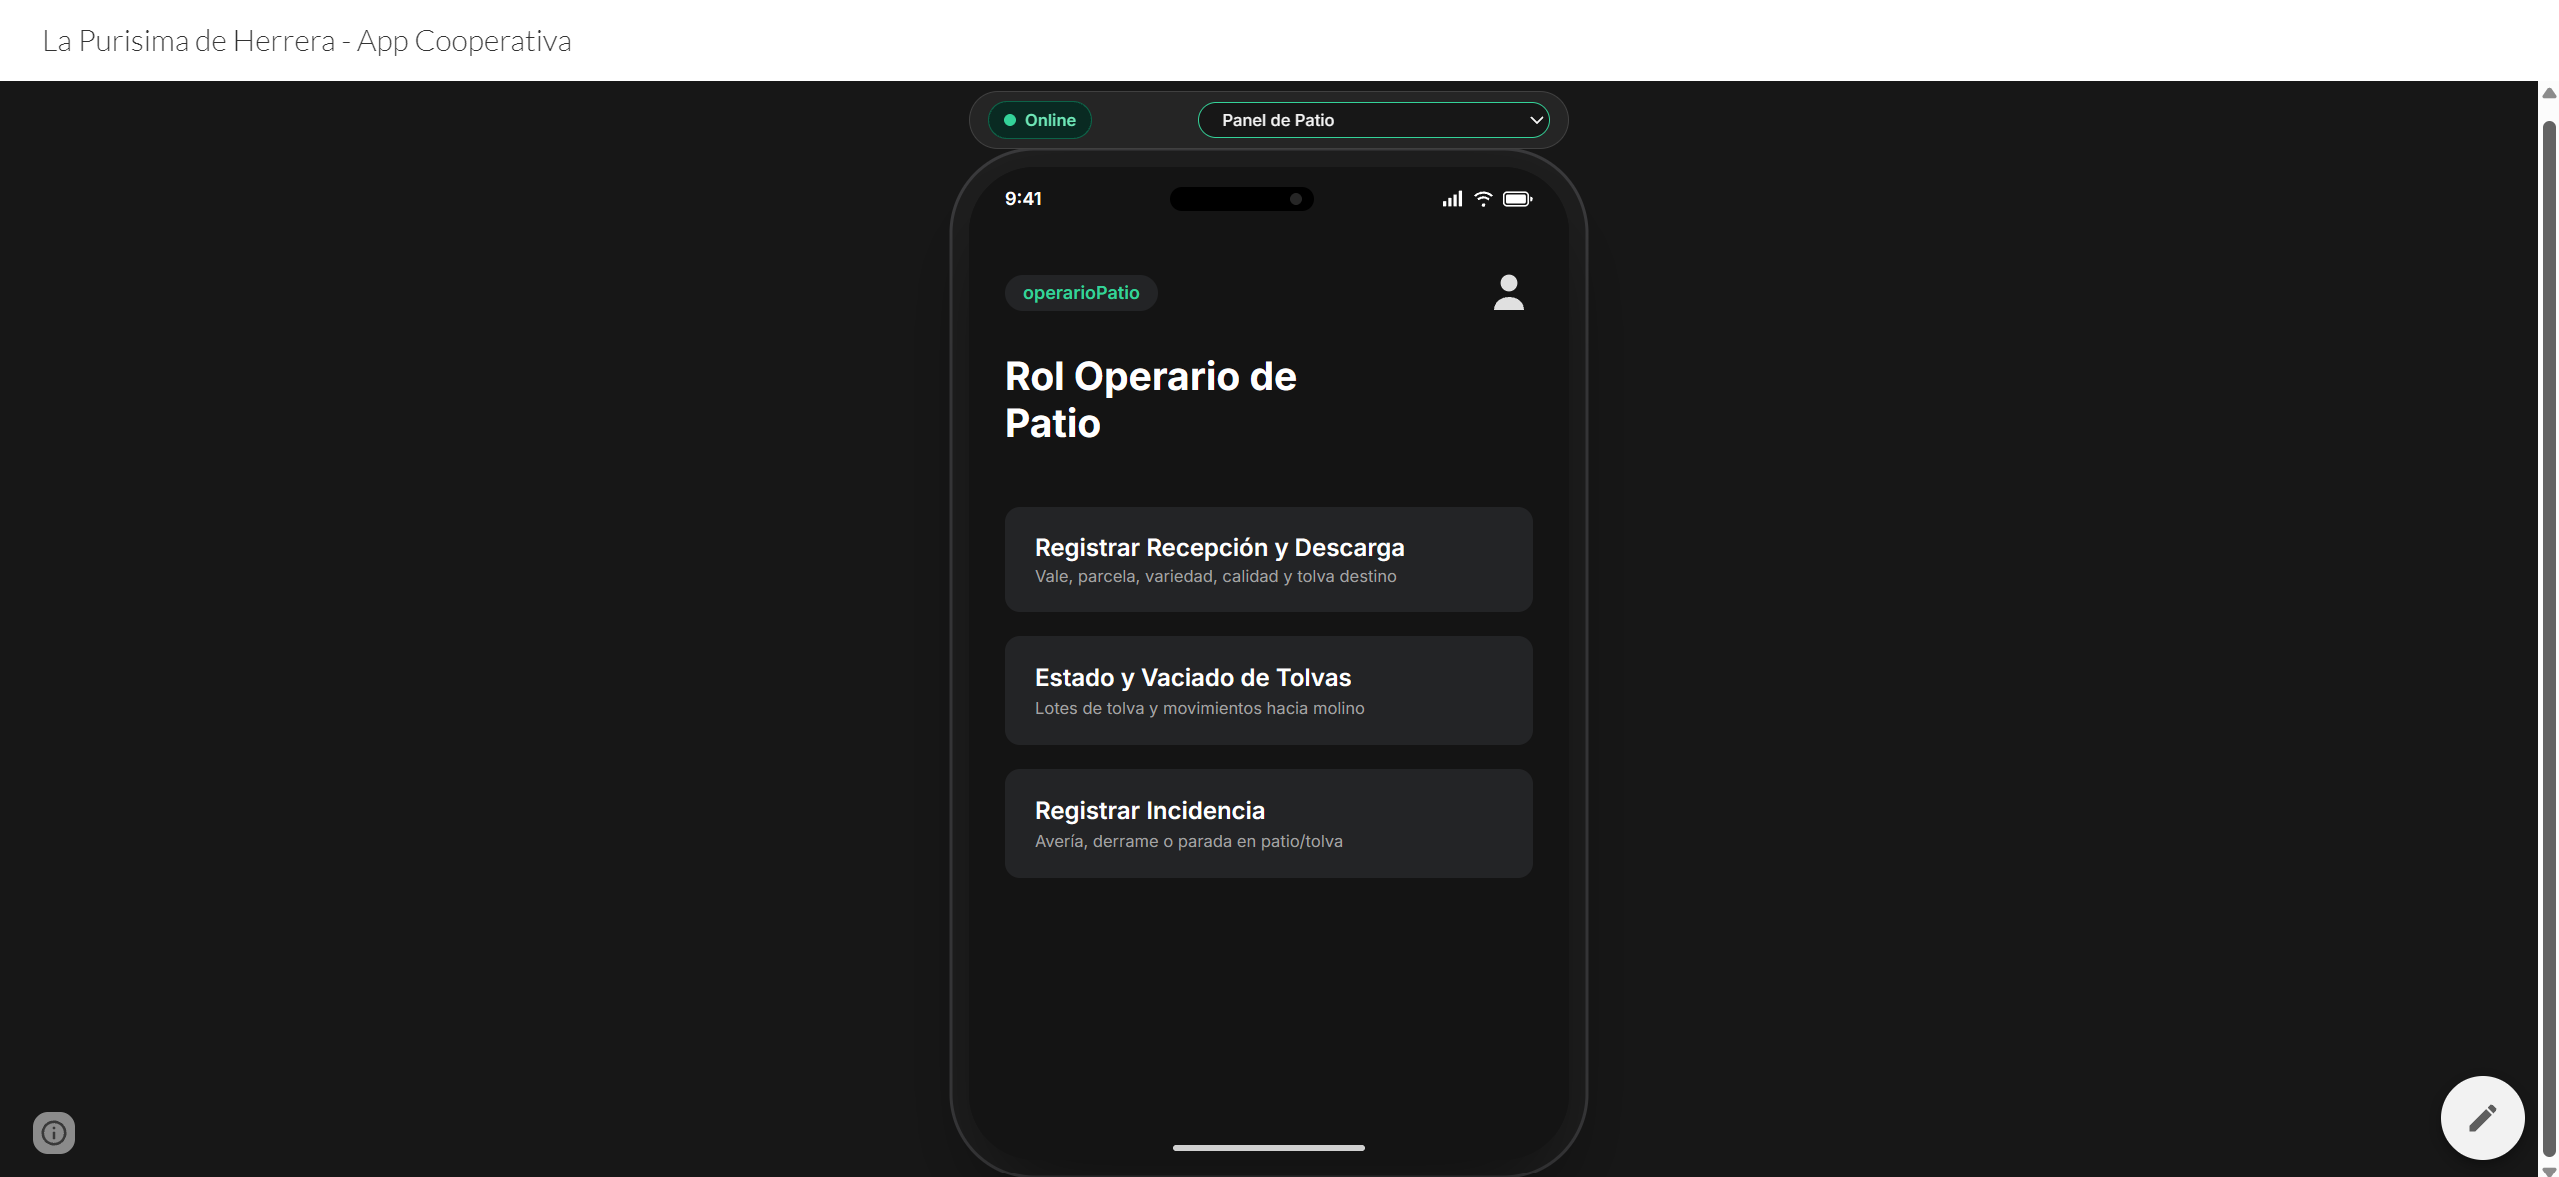 La Purisima de Herrera - App Cooperativa
Online
Panel de Patio
9:41
operarioPatio
Rol Operario de
Patio
Registrar Recepción y Descarga
Vale, parcela, variedad, calidad y tolva destino
Estado y Vaciado de Tolvas
Lotes de tolva y movimientos hacia molino
Registrar Incidencia
Avería, derrame o parada en patio/tolva